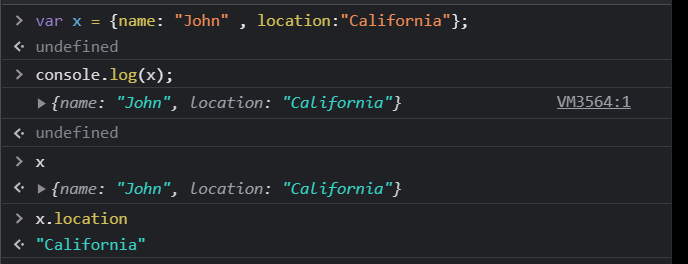 > var x = {name: "John" , location:"California"};
<· undefined
> console.log(x);
▶ {name: "John", location: "California"} VM3564:1
<· undefined
> x
<· ▶ {name: "John", location: "California"}
> x.location
<· "California"